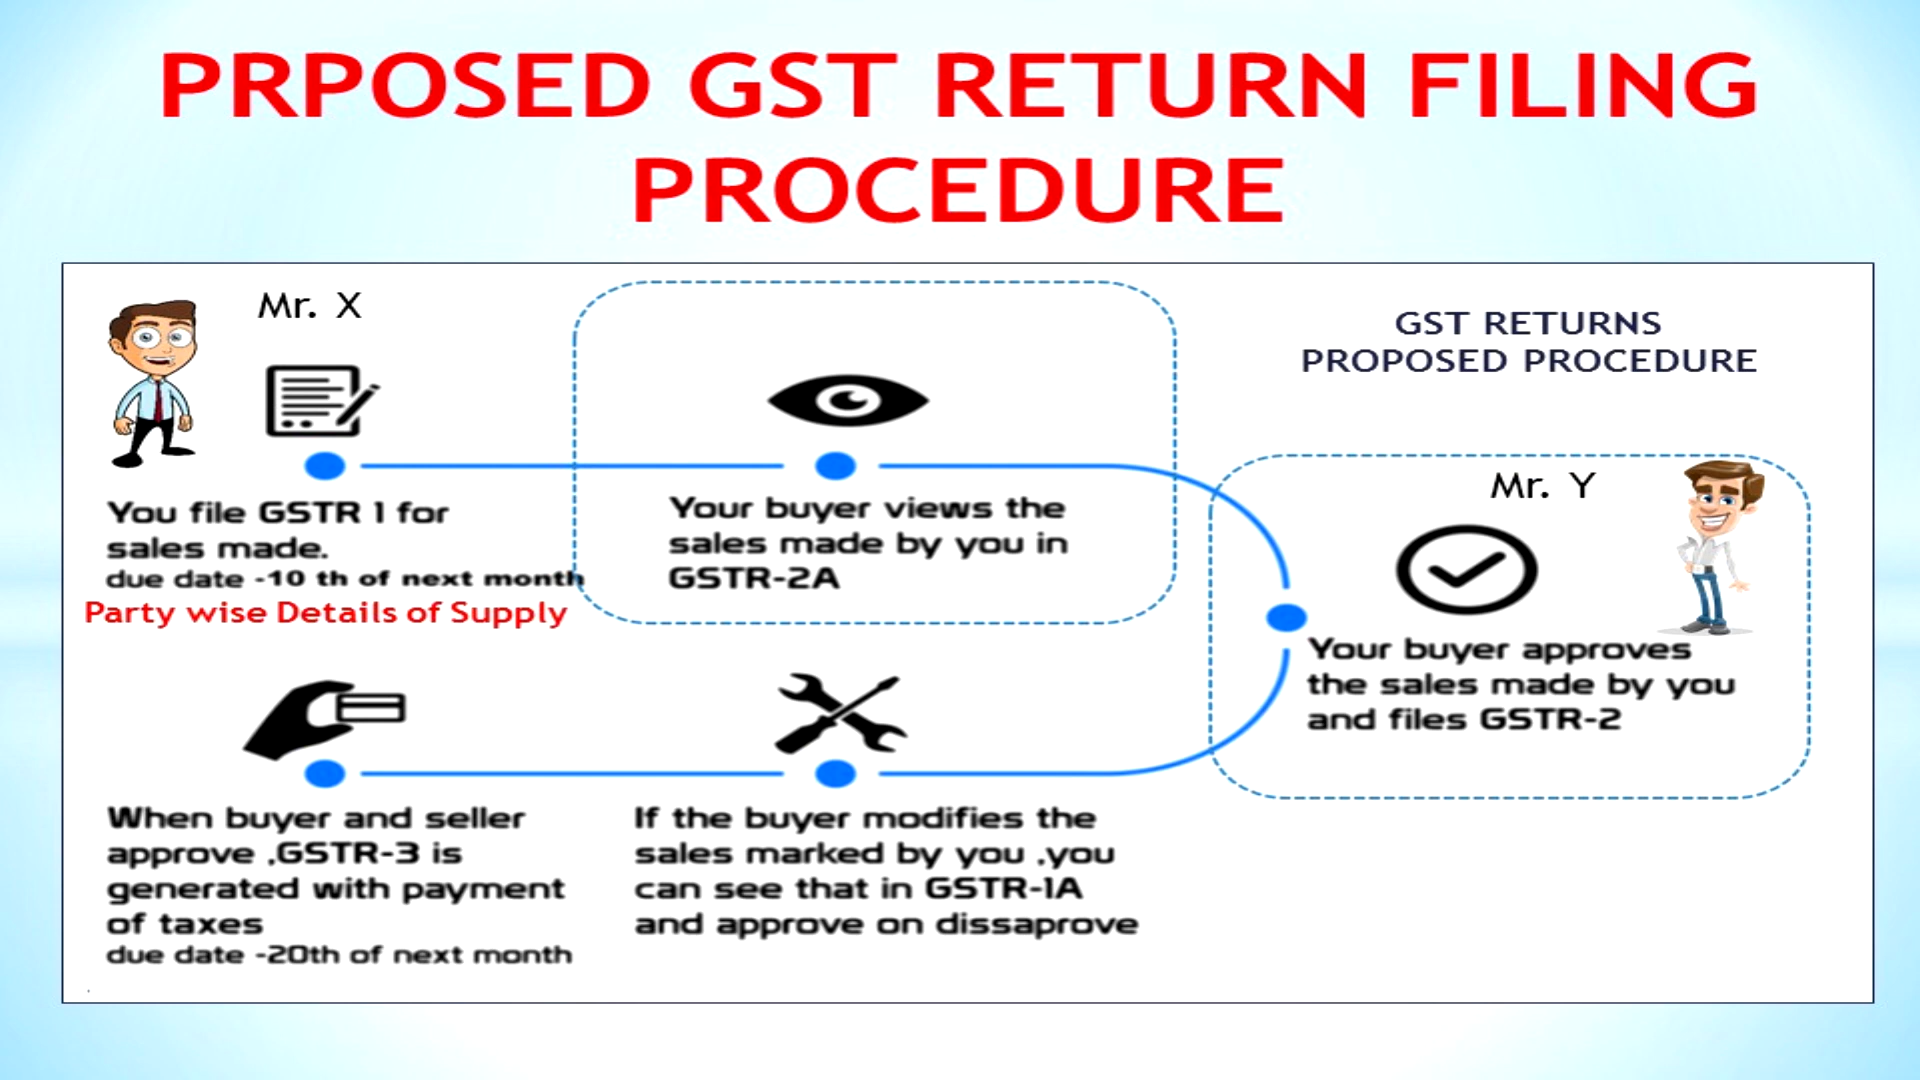 PRPOSED GST RETURN FILING
PROCEDURE
Mr. X
GST RETURNS
PROPOSED PROCEDURE
You file GSTR 1 for
sales made.
due date -10 th of next month
Party wise Details of Supply
Your buyer views the
sales made by you in
GSTR-2A
Mr. Y
Your buyer approves
the sales made by you
and files GSTR-2
If the buyer modifies the
sales marked by you ,you
can see that in GSTR-1A
and approve on dissaprove
When buyer and seller
approve ,GSTR-3 is
generated with payment
of taxes
due date -20th of next month